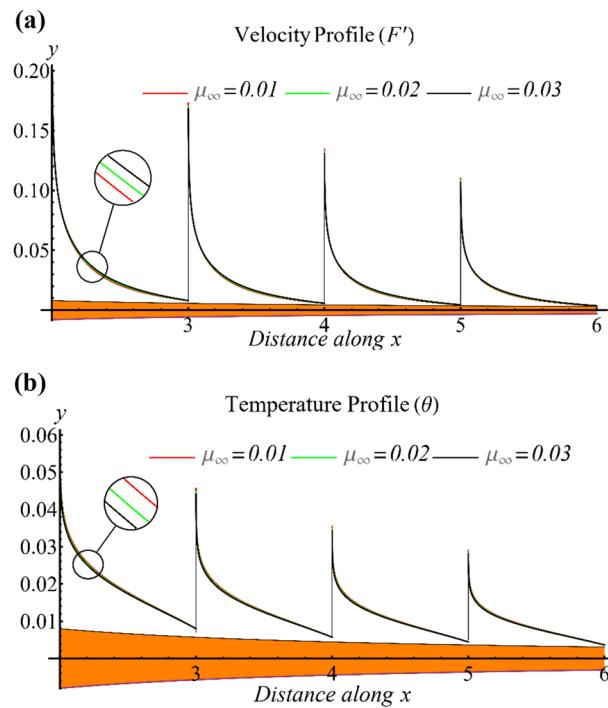 (a)
Velocity Profile (F′)
y
0.20
μ∞ = 0.01 μ∞ = 0.02 μ∞ = 0.03
0.15
0.10
0.05
3 4 5 6
Distance along x
(b)
Temperature Profile (θ)
y
0.06
μ∞ = 0.01 μ∞ = 0.02 μ∞ = 0.03
0.05
0.04
0.03
0.02
0.01
3 4 5 6
Distance along x